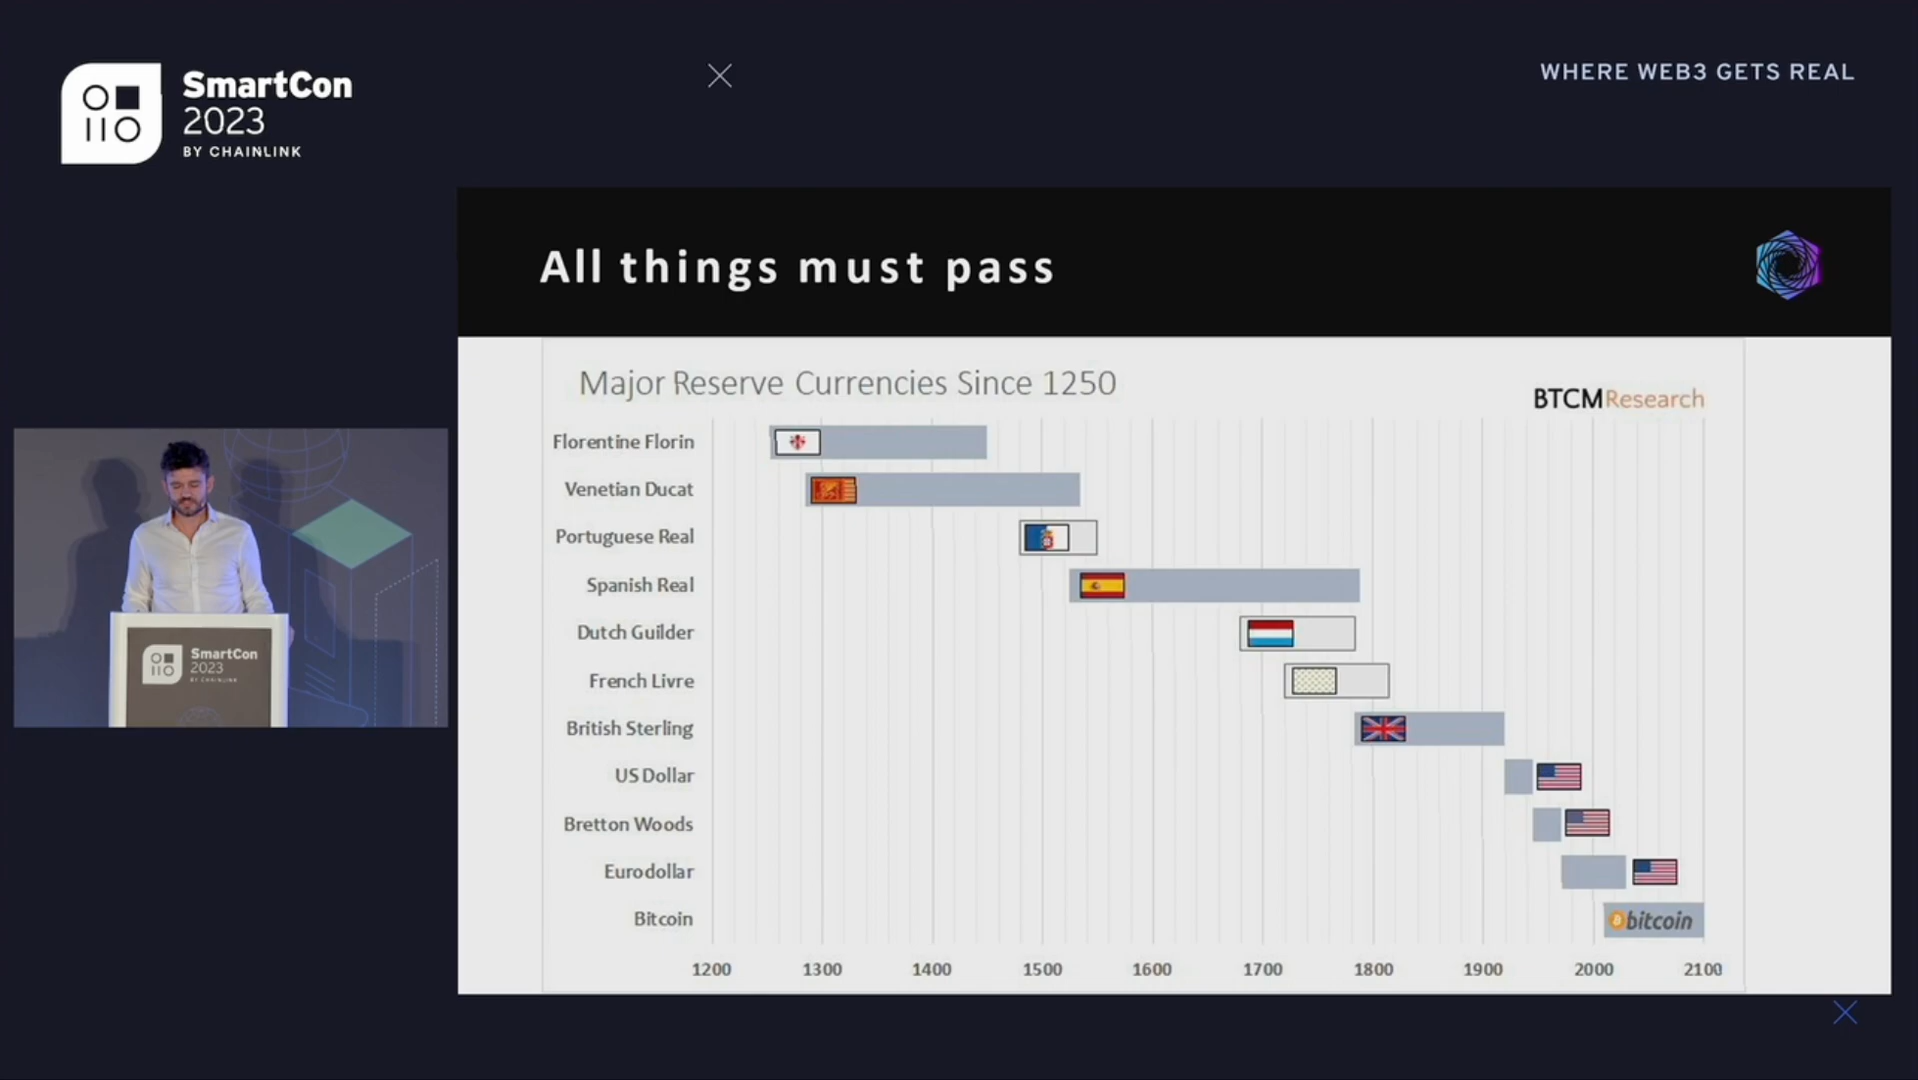 SmartCon
2023
BY CHAINLINK
WHERE WEB3 GETS REAL
All things must pass
Major Reserve Currencies Since 1250
BTCMResearch
Florentine Florin
Venetian Ducat
Portuguese Real
Spanish Real
Dutch Guilder
French Livre
British Sterling
US Dollar
Bretton Woods
Eurodollar
Bitcoin
bitcoin
1200 1300 1400 1500 1600 1700 1800 1900 2000 2100
SmartCon
2023
BY CHAINLINK